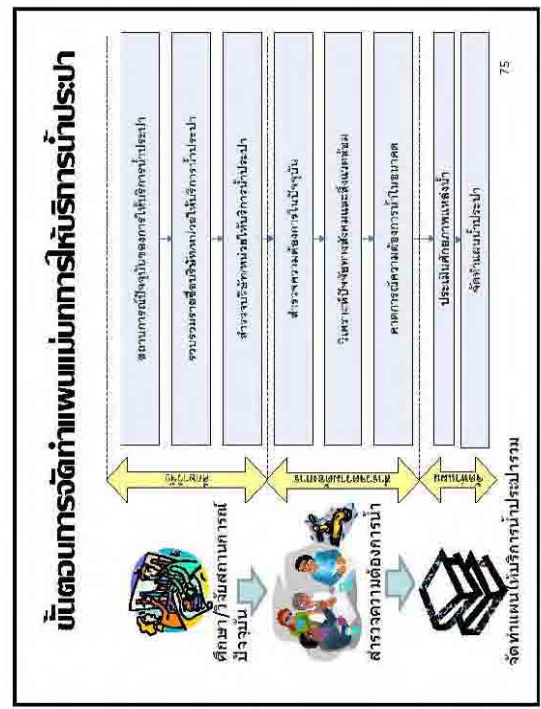 ขั้นตอนการจัดทำแผนแม่บทการให้บริการน้ำประปา
ศึกษา/วิจัยสถานการณ์
ปัจจุบัน
สำรวจความต้องการน้ำ
จัดทำแผนให้บริการน้ำประปารวม
สถานการณ์ปัจจุบันของการให้บริการน้ำประปา
รวบรวมรายชื่อบริษัทหน่วยให้บริการน้ำประปา
สำรวจบริษัทหน่วยให้บริการน้ำประปา
สำรวจความต้องการในปัจจุบัน
วิเคราะห์ปัจจัยทางสังคมและสิ่งแวดล้อม
คาดการณ์ความต้องการน้ำในอนาคต
ประเมินศักยภาพแหล่งน้ำ
จัดทำแผนน้ำประปา
75